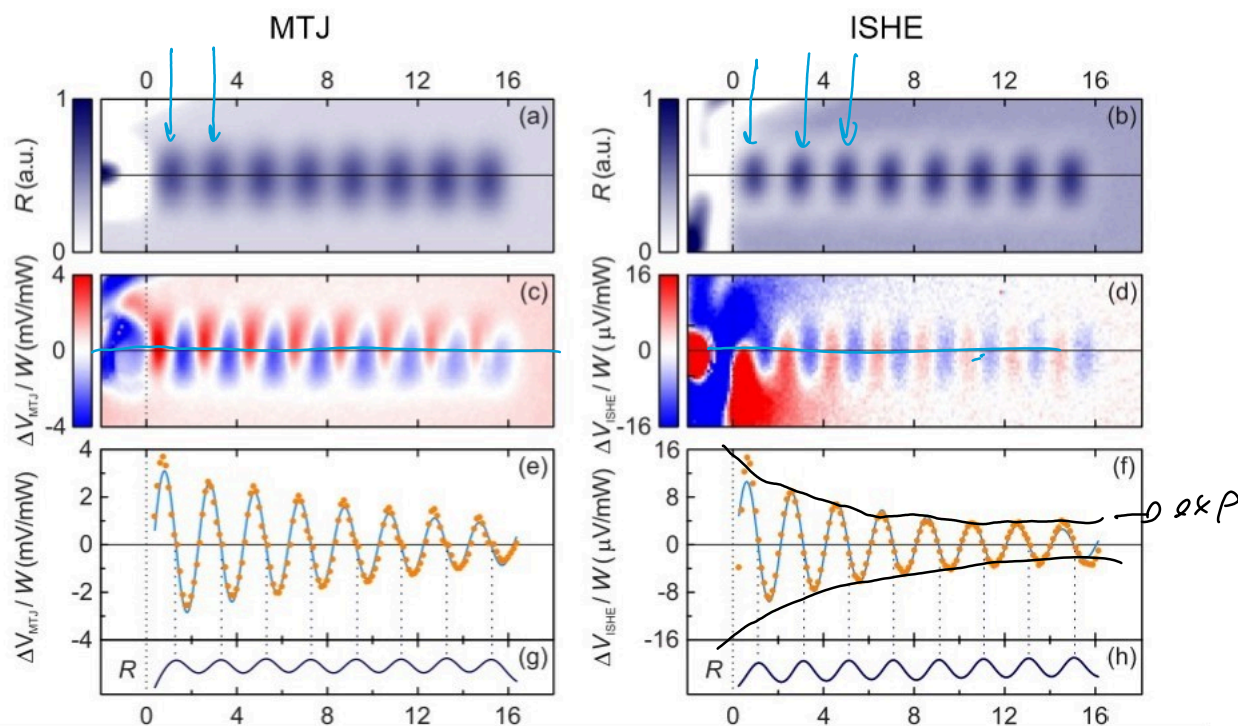 MTJ
ISHE
0 4 8 12 16
0 4 8 12 16
1
R (a.u.)
0
(a)
1
R (a.u.)
0
(b)
4
0
-4
ΔV_MTJ / W (mV/mW)
(c)
16
0
-16
ΔV_ISHE / W (μV/mW)
(d)
4
2
0
-2
-4
ΔV_MTJ / W (mV/mW)
(e)
16
8
0
-8
-16
ΔV_ISHE / W (μV/mW)
(f)
exp
R
(g)
R
(h)
0 4 8 12 16
0 4 8 12 16